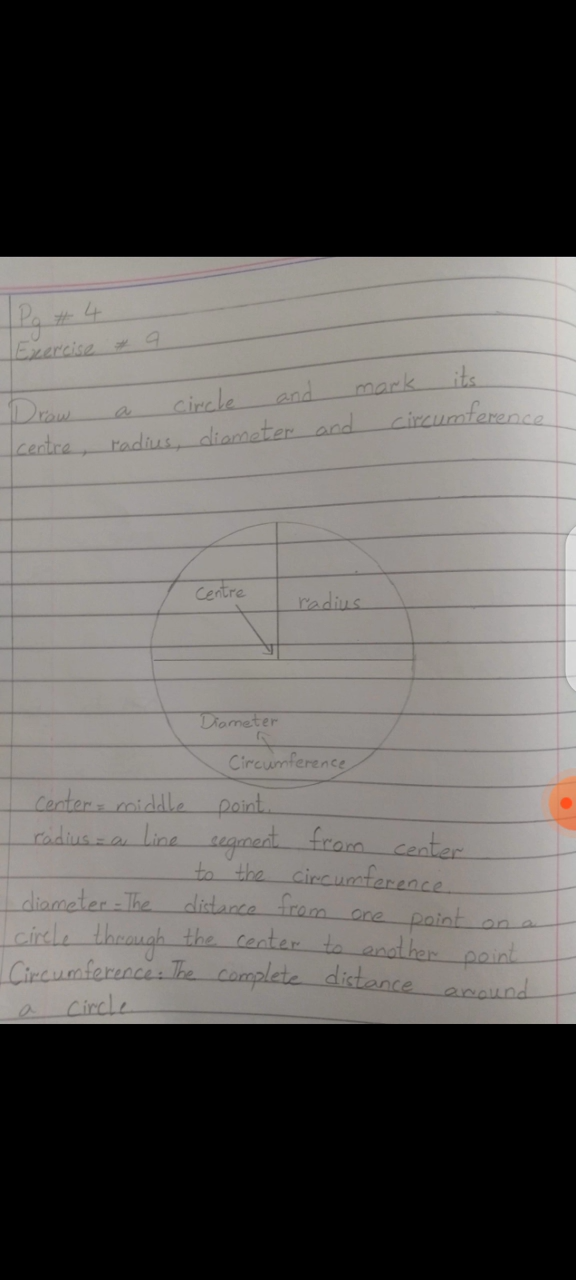 Pg # 4
Exercise # 9
Draw a circle and mark its
centre, radius, diameter and circumference
Centre
radius
Diameter
Circumference
center = middle point.
radius = a line segment from center
to the circumference.
diameter = The distance from one point on a
circle through the center to another point
Circumference: The complete distance around
a circle.